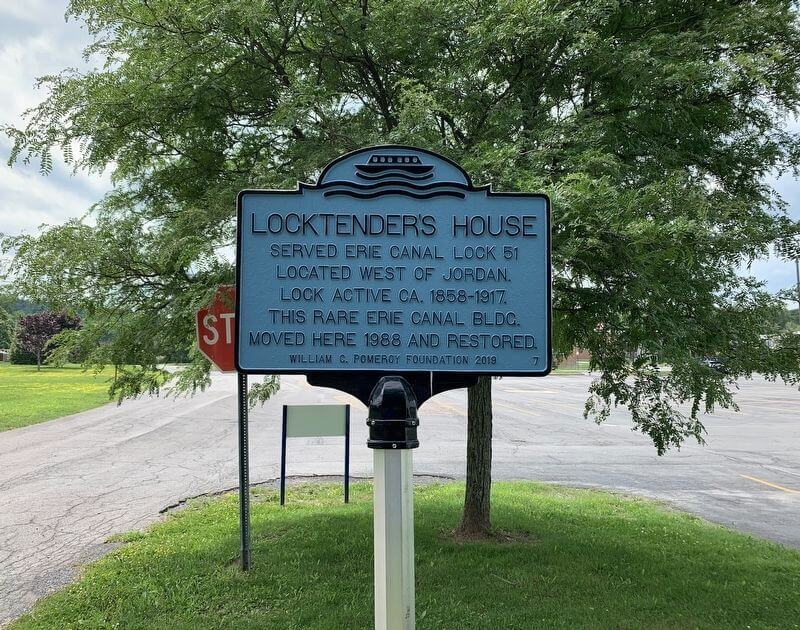 LOCKTENDER'S HOUSE
SERVED ERIE CANAL LOCK 51
LOCATED WEST OF JORDAN.
LOCK ACTIVE CA. 1858-1917.
THIS RARE ERIE CANAL BLDG.
MOVED HERE 1988 AND RESTORED.
WILLIAM G. POMEROY FOUNDATION 2019 7
ST